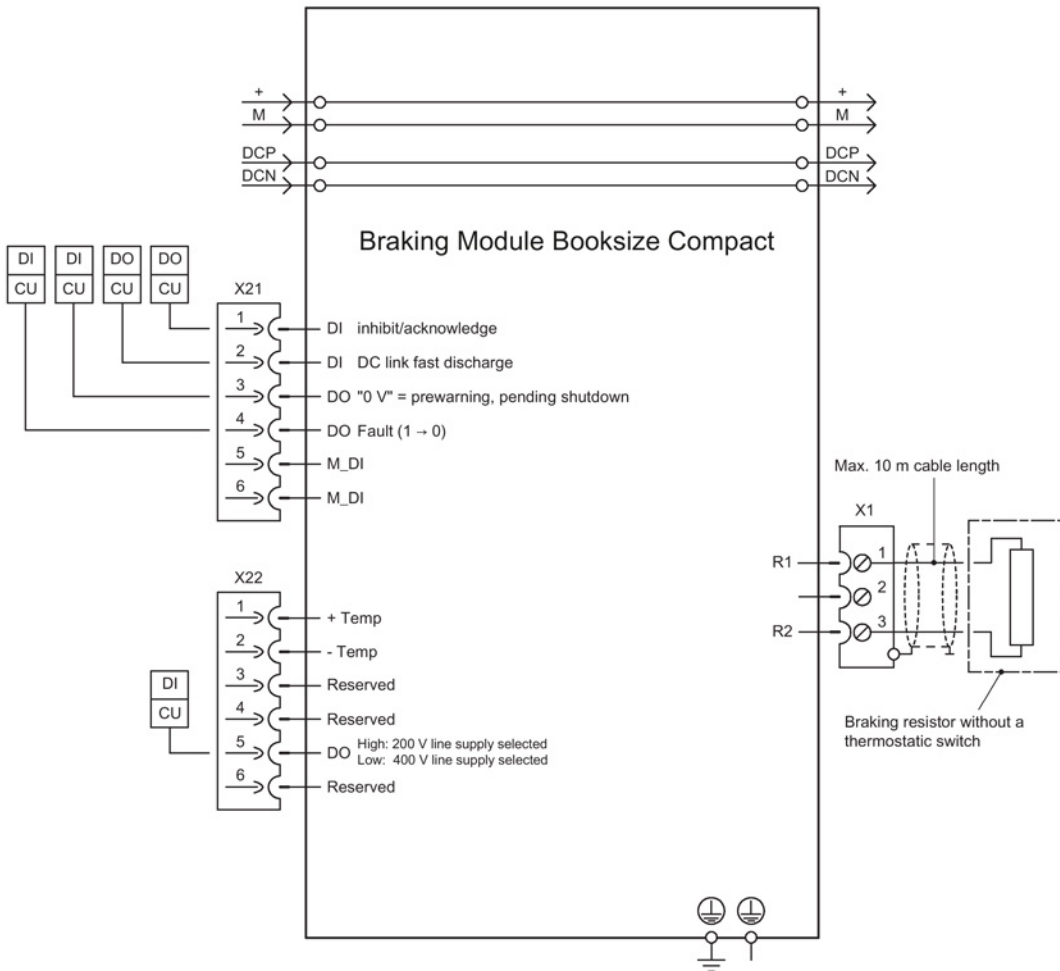 +
M
DCP
DCN
+
M
DCP
DCN
Braking Module Booksize Compact
DI
CU
DI
CU
DO
CU
DO
CU
X21
1
DI inhibit/acknowledge
2
DI DC link fast discharge
3
DO "0 V" = prewarning, pending shutdown
4
DO Fault (1 → 0)
5
M_DI
6
M_DI
Max. 10 m cable length
X1
R1
1
2
R2
3
Braking resistor without a
thermostatic switch
X22
1
+ Temp
2
- Temp
3
Reserved
4
Reserved
DI
CU
5
DO High: 200 V line supply selected
Low: 400 V line supply selected
6
Reserved